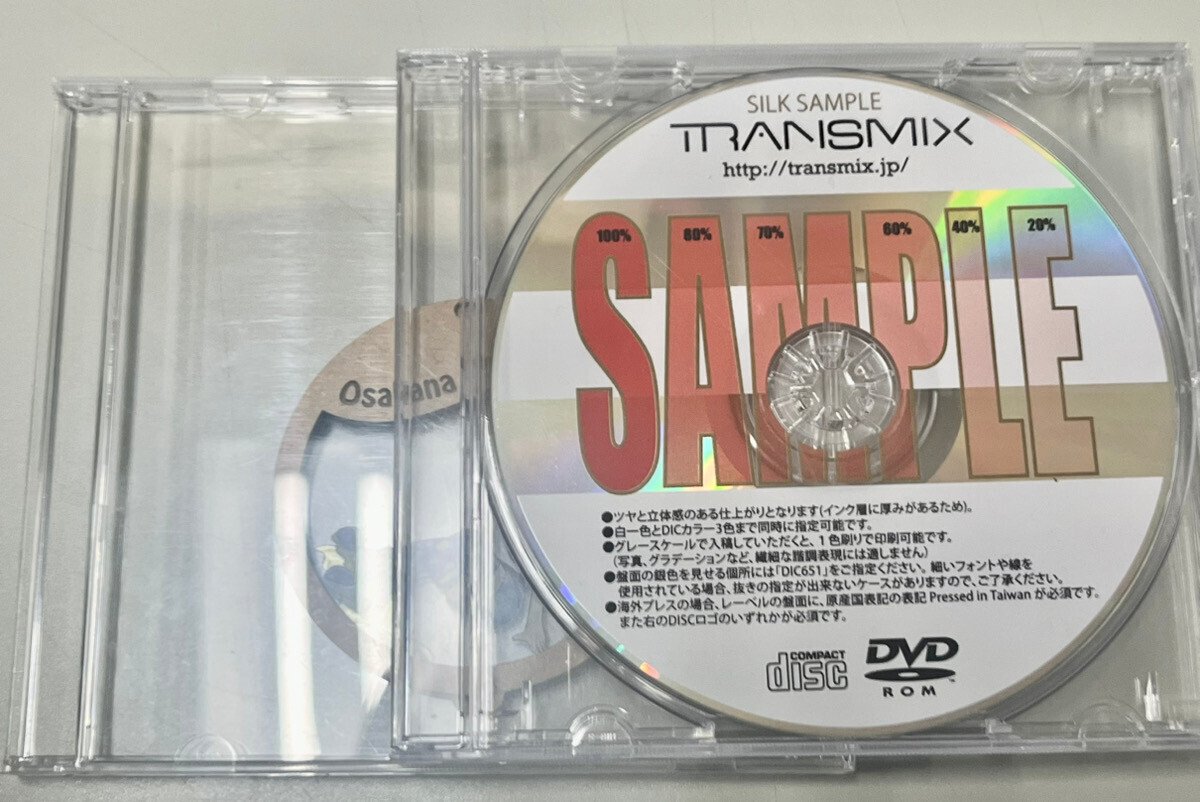 SILK SAMPLE
TRANSMIX
http://transmix.jp/
100% 80% 70% 60% 40% 20%
SAMPLE
●ツヤと立体感のある仕上がりとなります(インク層に厚みがあるため)。
●白一色とDICカラー3色まで同時に指定可能です。
●グレースケールで入稿していただくと、1色刷りで印刷可能です。
(写真、グラデーションなど、繊細な諧調表現には適しません)
●盤面の銀色を見せる個所には「DIC651」をご指定ください。細いフォントや線を
使用されている場合、抜きの指定が出来ないケースがありますので、ご了承ください。
●海外プレスの場合、レーベルの盤面に、原産国表記の表記 Pressed in Taiwan が必須です。
また右のDISCロゴのいずれかが必須です。
COMPACT
disc
DVD
ROM